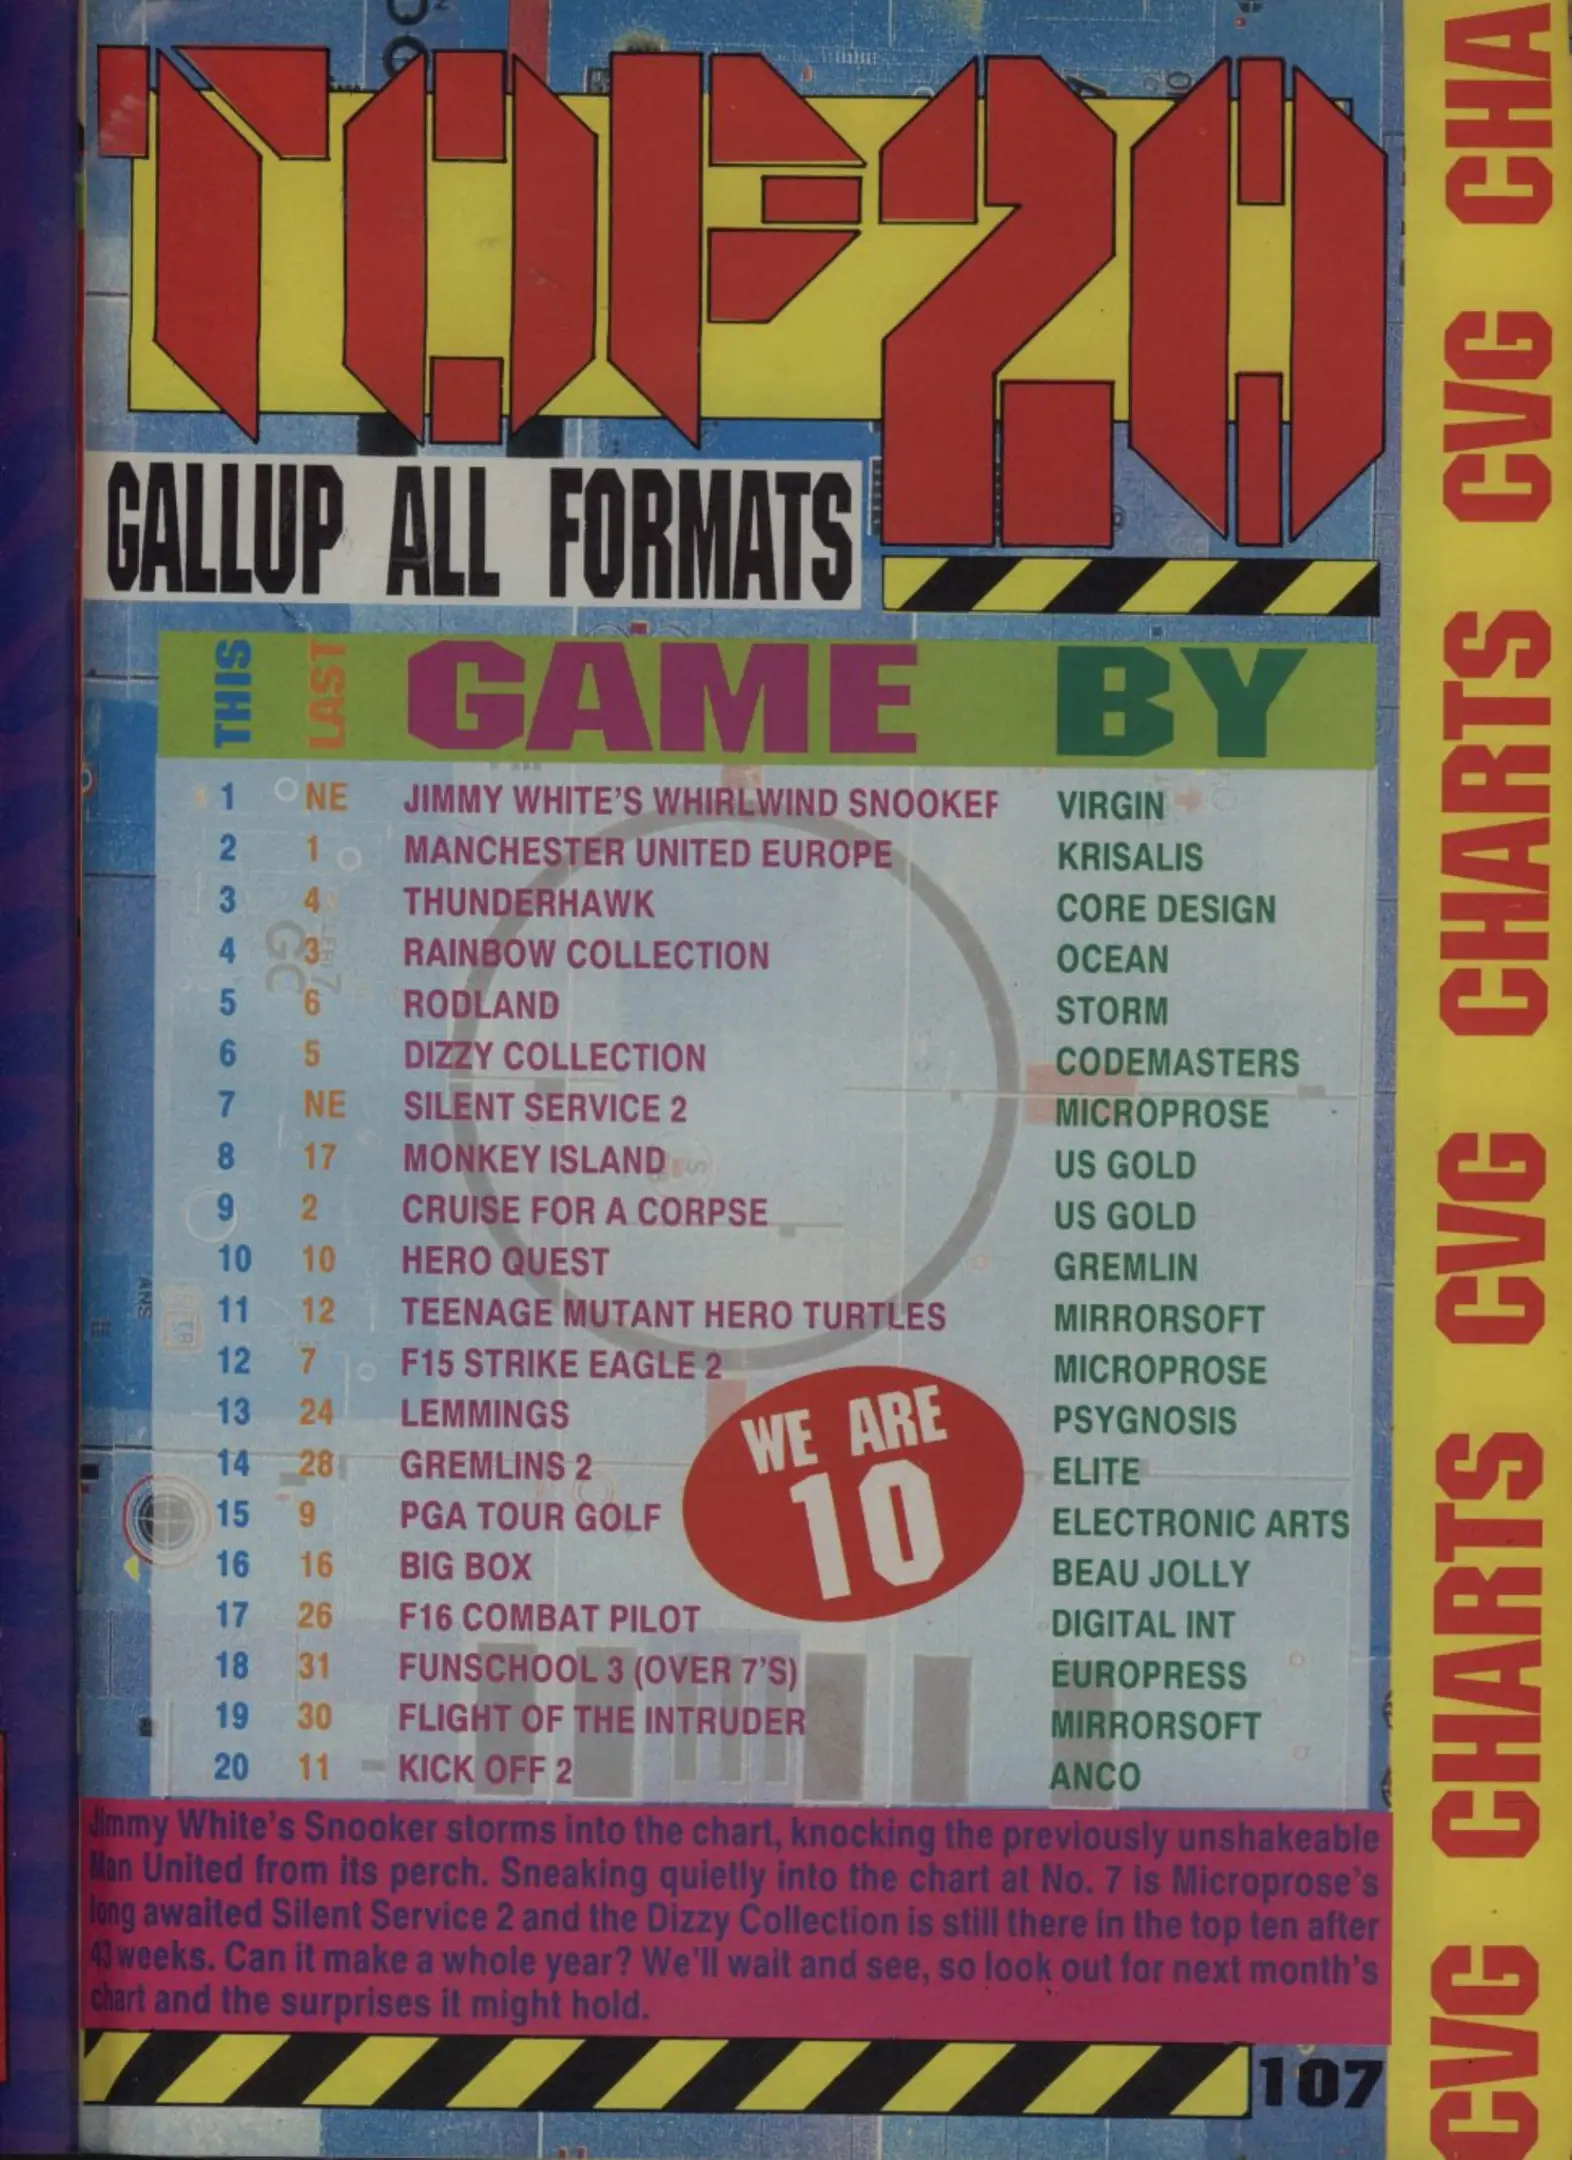 TOP 20
GALLUP ALL FORMATS
THIS LAST GAME BY
1 NE JIMMY WHITE'S WHIRLWIND SNOOKER VIRGIN
2 1 MANCHESTER UNITED EUROPE KRISALIS
3 4 THUNDERHAWK CORE DESIGN
4 3 RAINBOW COLLECTION OCEAN
5 6 RODLAND STORM
6 5 DIZZY COLLECTION CODEMASTERS
7 NE SILENT SERVICE 2 MICROPROSE
8 17 MONKEY ISLAND US GOLD
9 2 CRUISE FOR A CORPSE US GOLD
10 10 HERO QUEST GREMLIN
11 12 TEENAGE MUTANT HERO TURTLES MIRRORSOFT
12 7 F15 STRIKE EAGLE 2 MICROPROSE
13 24 LEMMINGS PSYGNOSIS
14 28 GREMLINS 2 ELITE
15 9 PGA TOUR GOLF ELECTRONIC ARTS
16 16 BIG BOX BEAU JOLLY
17 26 F16 COMBAT PILOT DIGITAL INT
18 31 FUNSCHOOL 3 (OVER 7'S) EUROPRESS
19 30 FLIGHT OF THE INTRUDER MIRRORSOFT
20 11 KICK OFF 2 ANCO
WE ARE
10
Jimmy White's Snooker storms into the chart, knocking the previously unshakeable
Man United from its perch. Sneaking quietly into the chart at No. 7 is Microprose's
long awaited Silent Service 2 and the Dizzy Collection is still there in the top ten after
43 weeks. Can it make a whole year? We'll wait and see, so look out for next month's
chart and the surprises it might hold.
107
CVG CHARTS CVG CVG CHARTS CVG CHA